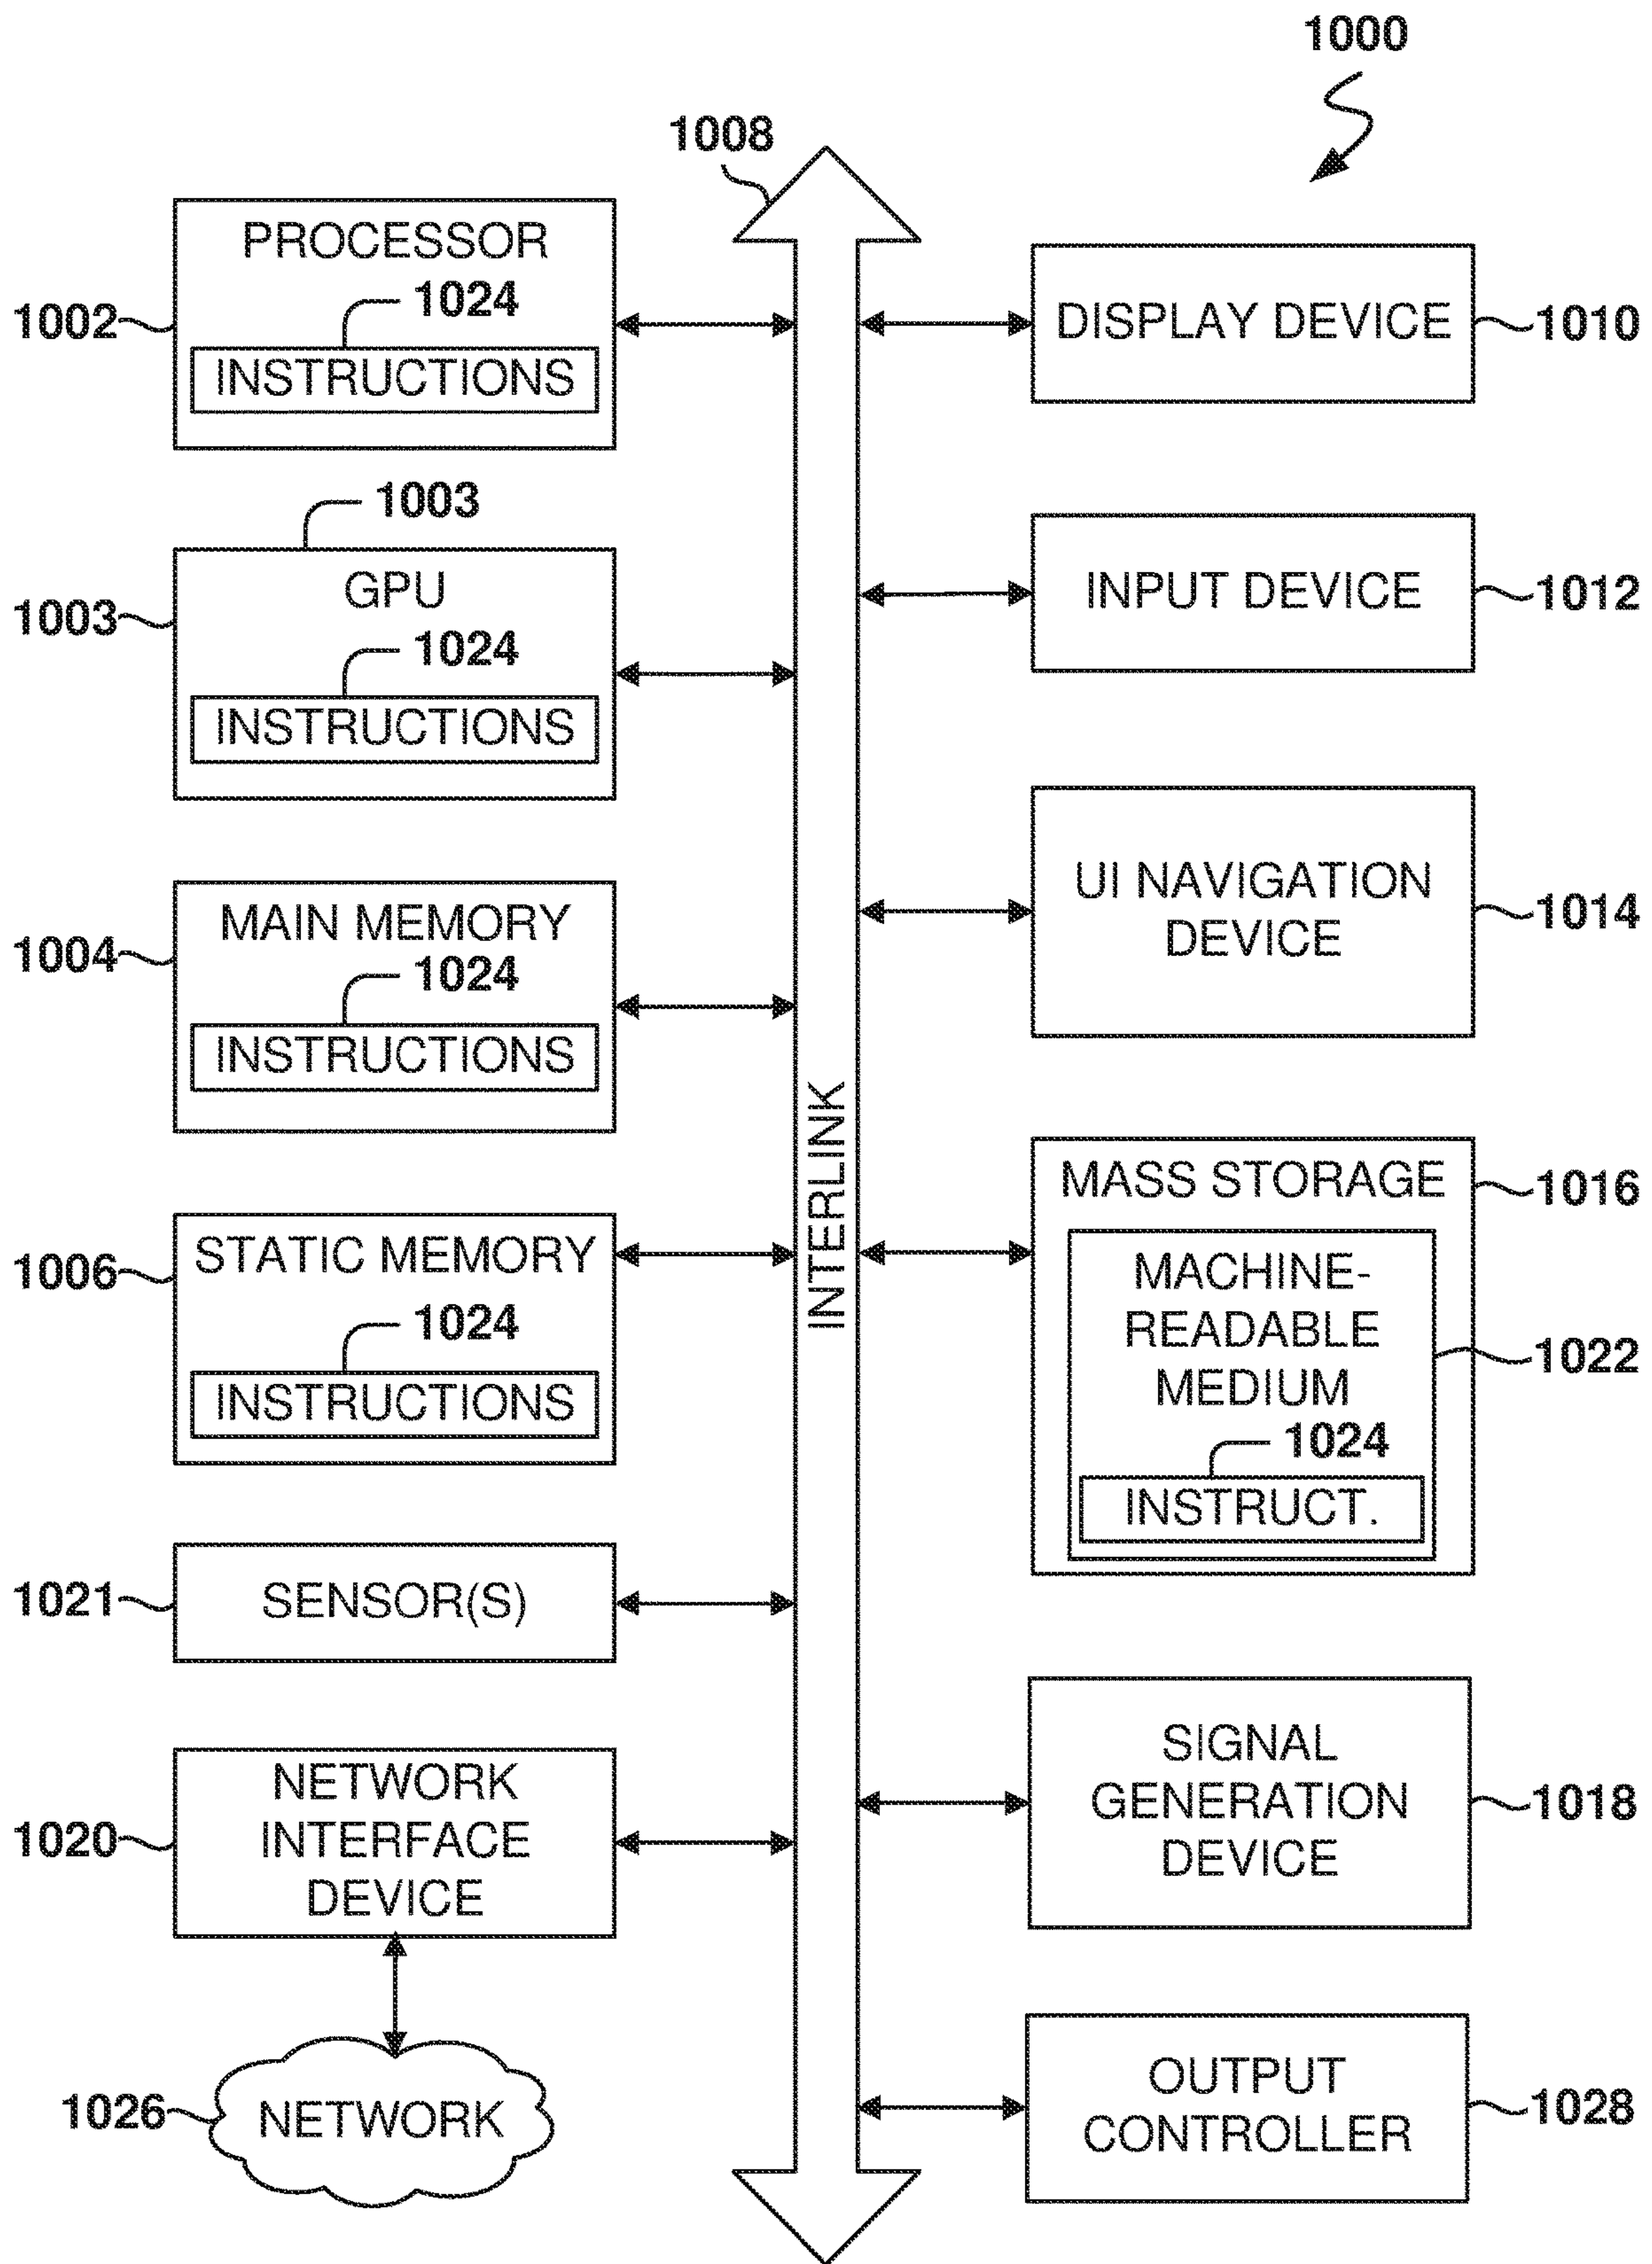 1000
1008
PROCESSOR
1024
1002
INSTRUCTIONS
1003
GPU
1003
1024
INSTRUCTIONS
MAIN MEMORY
1004
1024
INSTRUCTIONS
STATIC MEMORY
1006
1024
INSTRUCTIONS
1021
SENSOR(S)
NETWORK
INTERFACE
1020
DEVICE
1026
NETWORK
INTERLINK
DISPLAY DEVICE
1010
INPUT DEVICE
1012
UI NAVIGATION
DEVICE
1014
MASS STORAGE
1016
MACHINE-
READABLE
MEDIUM
1022
1024
INSTRUCT.
SIGNAL
GENERATION
DEVICE
1018
OUTPUT
CONTROLLER
1028